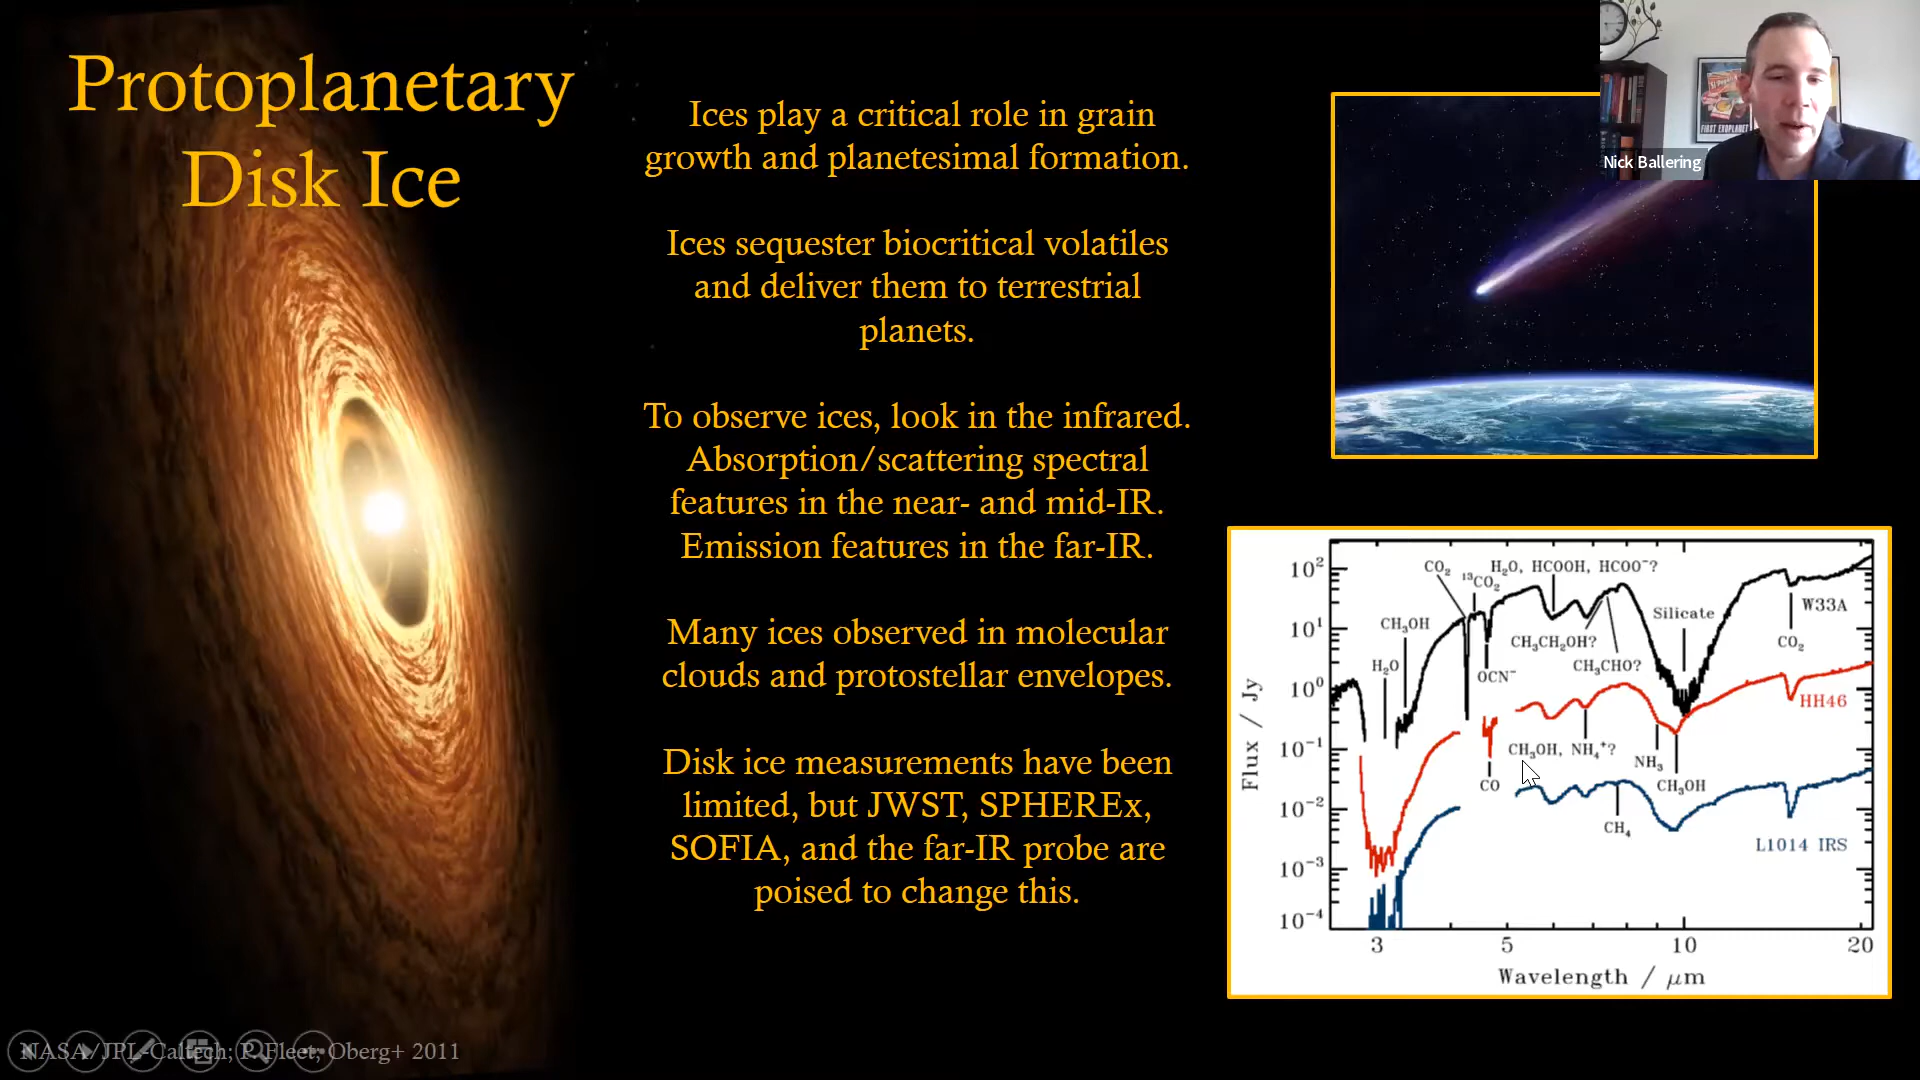 Protoplanetary
Disk Ice
Ices play a critical role in grain
growth and planetesimal formation.
Ices sequester biocritical volatiles
and deliver them to terrestrial
planets.
To observe ices, look in the infrared.
Absorption/scattering spectral
features in the near- and mid-IR.
Emission features in the far-IR.
Many ices observed in molecular
clouds and protostellar envelopes.
Disk ice measurements have been
limited, but JWST, SPHEREx,
SOFIA, and the far-IR probe are
poised to change this.
FIRST EXOPLANET
Nick Ballering
Flux / Jy
10²
10¹
10⁰
10⁻¹
10⁻²
10⁻³
10⁻⁴
CO₂
¹³CO₂
H₂O, HCOOH, HCOO⁻?
CH₃OH
H₂O
OCN⁻
CH₃CH₂OH?
CH₃CHO?
Silicate
W33A
CO₂
HH46
CH₃OH, NH₄⁺?
CO
NH₃
CH₃OH
CH₄
L1014 IRS
3 5 10 20
Wavelength / μm
NASA/JPL-Caltech; P. Fleet; Oberg+ 2011